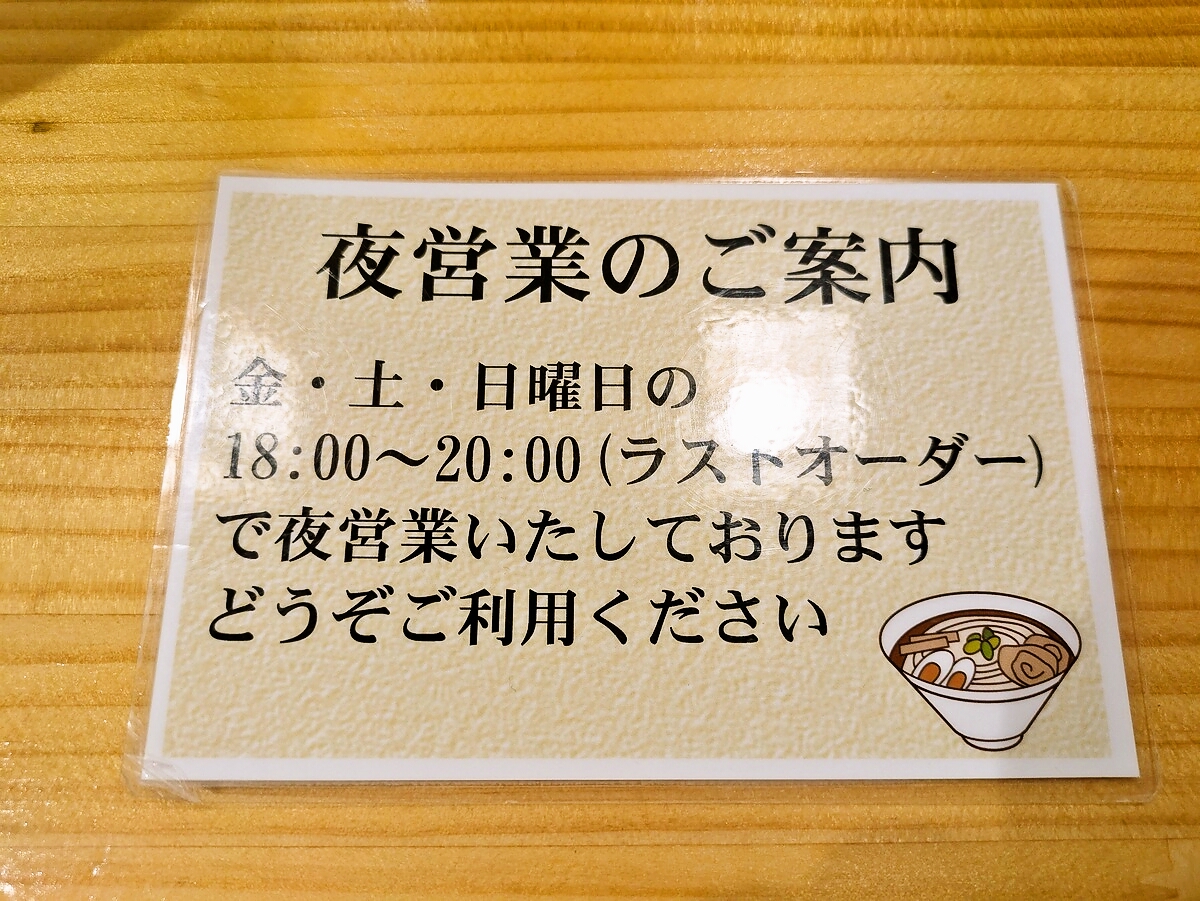 夜営業のご案内
金・土・日曜日の
18:00〜20:00(ラストオーダー)
で夜営業いたしております
どうぞご利用ください